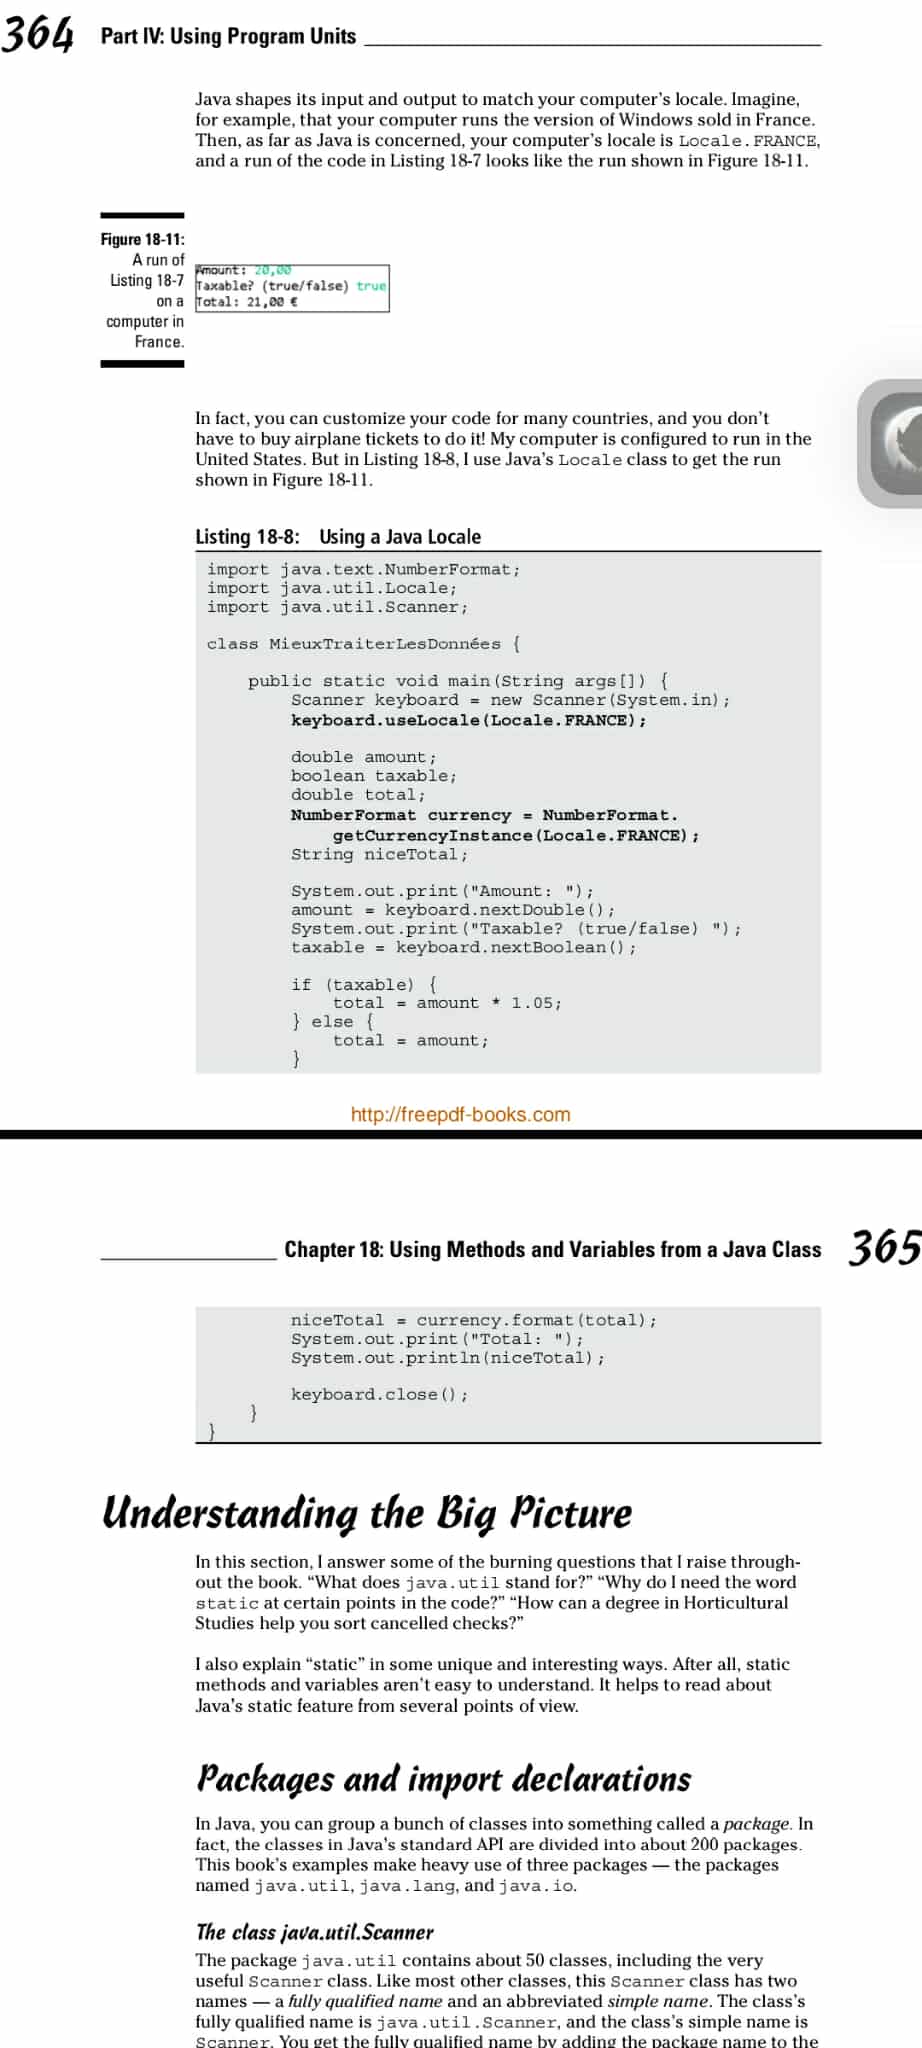 364 Part IV: Using Program Units
Java shapes its input and output to match your computer’s locale. Imagine,
for example, that your computer runs the version of Windows sold in France.
Then, as far as Java is concerned, your computer’s locale is Locale.FRANCE,
and a run of the code in Listing 18-7 looks like the run shown in Figure 18-11.
Figure 18-11:
A run of
Listing 18-7
on a
computer in
France.
Amount: 20,00
Taxable? (true/false) true
Total: 21,00 €
In fact, you can customize your code for many countries, and you don’t
have to buy airplane tickets to do it! My computer is configured to run in the
United States. But in Listing 18-8, I use Java’s Locale class to get the run
shown in Figure 18-11.
Listing 18-8: Using a Java Locale
import java.text.NumberFormat;
import java.util.Locale;
import java.util.Scanner;
class MieuxTraiterLesDonnées {
public static void main(String args[]) {
Scanner keyboard = new Scanner(System.in);
keyboard.useLocale(Locale.FRANCE);
double amount;
boolean taxable;
double total;
NumberFormat currency = NumberFormat.
getCurrencyInstance(Locale.FRANCE);
String niceTotal;
System.out.print("Amount: ");
amount = keyboard.nextDouble();
System.out.print("Taxable? (true/false) ");
taxable = keyboard.nextBoolean();
if (taxable) {
total = amount * 1.05;
} else {
total = amount;
}
http://freepdf-books.com
Chapter 18: Using Methods and Variables from a Java Class 365
niceTotal = currency.format(total);
System.out.print("Total: ");
System.out.println(niceTotal);
keyboard.close();
}
}
Understanding the Big Picture
In this section, I answer some of the burning questions that I raise through-
out the book. “What does java.util stand for?” “Why do I need the word
static at certain points in the code?” “How can a degree in Horticultural
Studies help you sort cancelled checks?”
I also explain “static” in some unique and interesting ways. After all, static
methods and variables aren’t easy to understand. It helps to read about
Java’s static feature from several points of view.
Packages and import declarations
In Java, you can group a bunch of classes into something called a package. In
fact, the classes in Java’s standard API are divided into about 200 packages.
This book’s examples make heavy use of three packages — the packages
named java.util, java.lang, and java.io.
The class java.util.Scanner
The package java.util contains about 50 classes, including the very
useful Scanner class. Like most other classes, this Scanner class has two
names — a fully qualified name and an abbreviated simple name. The class’s
fully qualified name is java.util.Scanner, and the class’s simple name is
Scanner. You get the fully qualified name by adding the package name to the